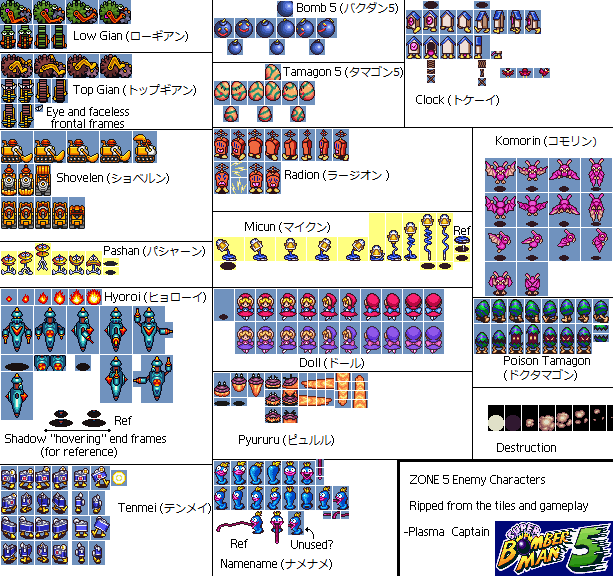 Low Gian (ローギアン)
Top Gian (トップギアン)
Eye and faceless
frontal frames
Bomb 5 (バクダン5)
Tamagon 5 (タマゴン5)
Clock (トケーイ)
Shovelen (ショベルン)
Radion (ラージオン)
Komorin (コモリン)
Pashan (パシャーン)
Micun (マイクン)
Ref
Hyoroi (ヒョローイ)
Ref
Shadow "hovering" end frames
(for reference)
Doll (ドール)
Poison Tamagon
(ドクタマゴン)
Pyururu (ピュルル)
Destruction
Tenmei (テンメイ)
Ref
Unused?
Namename (ナメナメ)
ZONE 5 Enemy Characters
Ripped from the tiles and gameplay
-Plasma Captain
SUPER
BOMBER
MAN 5